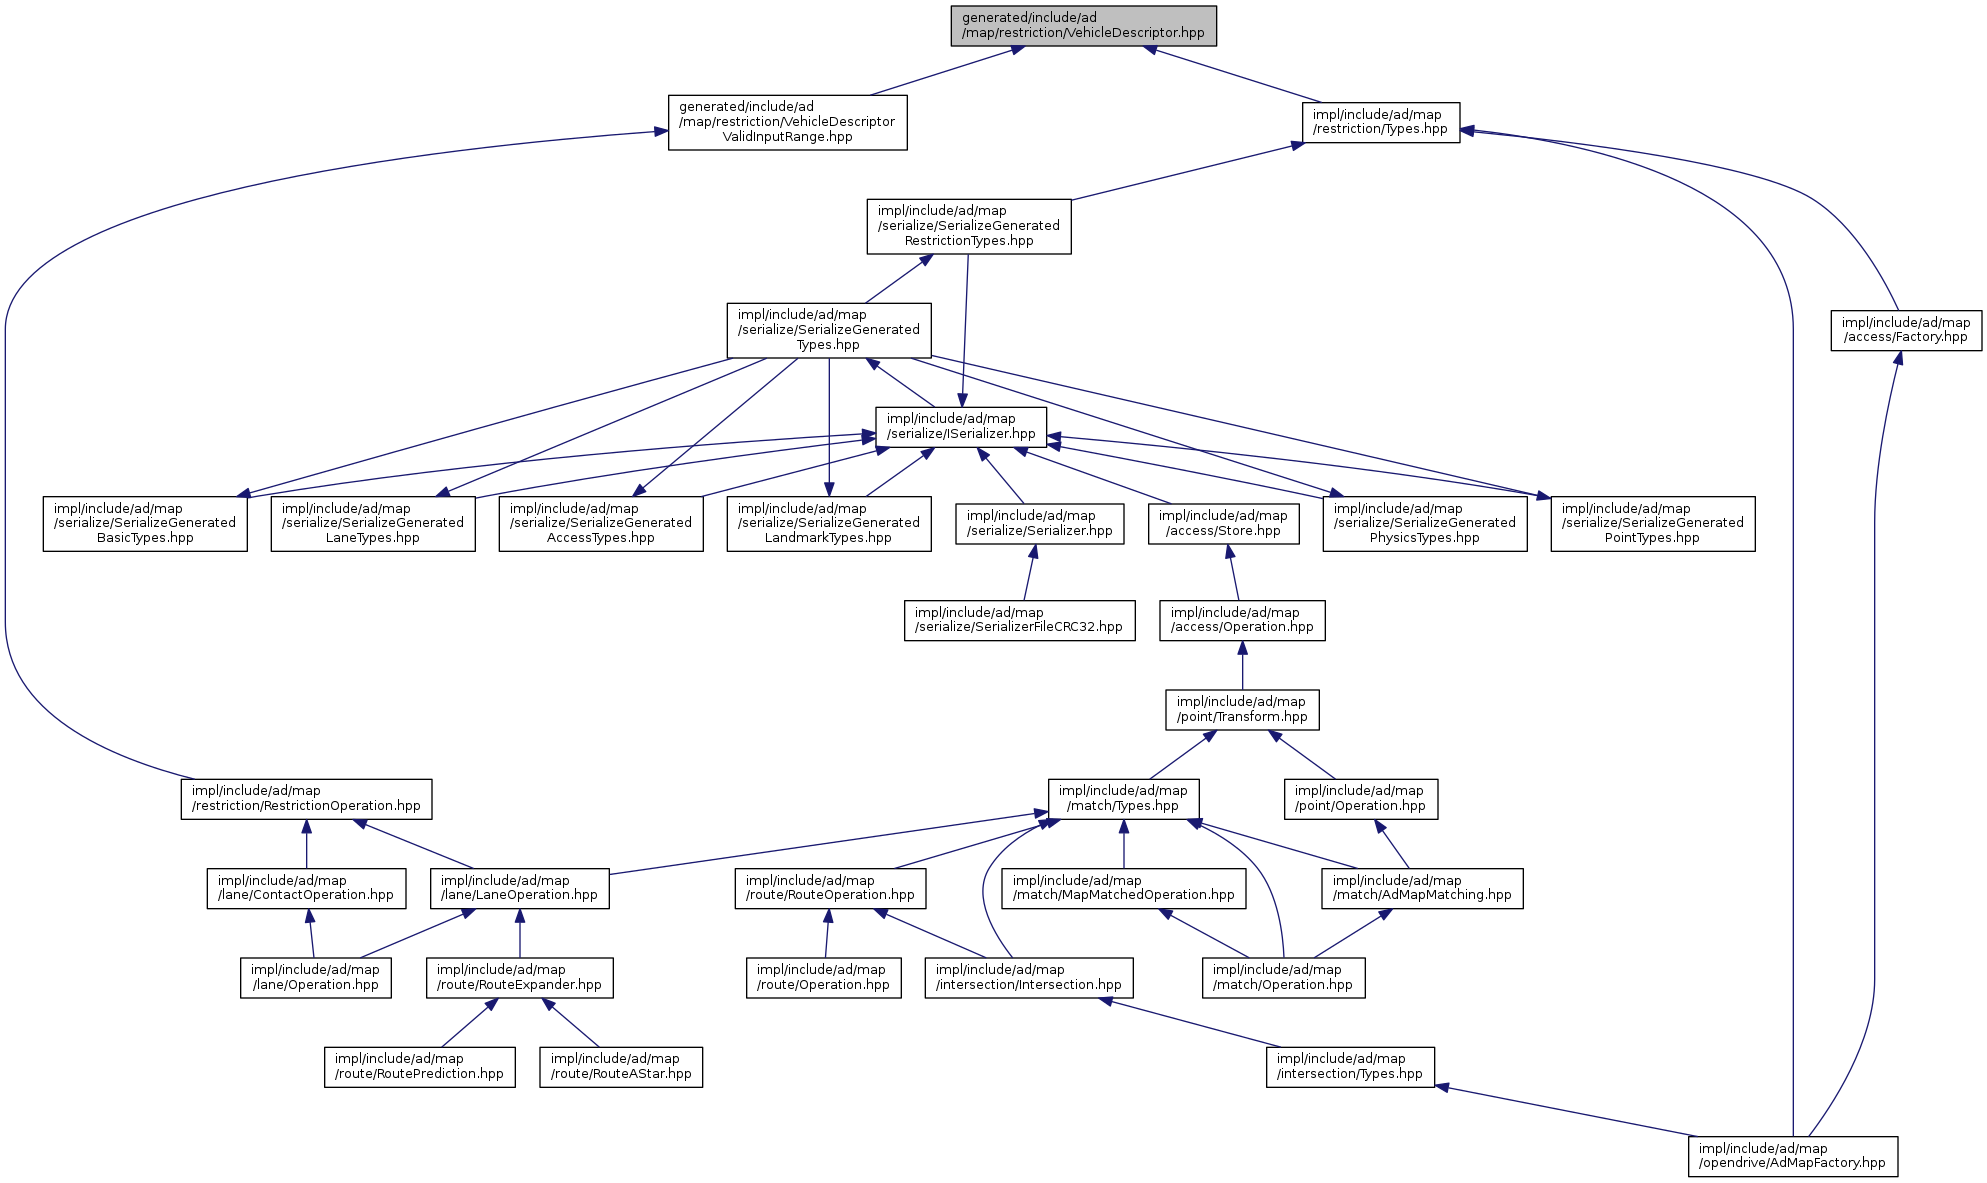 generated/include/ad
/map/restriction/VehicleDescriptor.hpp
generated/include/ad
/map/restriction/VehicleDescriptor
ValidInputRange.hpp
impl/include/ad/map
/restriction/Types.hpp
impl/include/ad/map
/serialize/SerializeGenerated
RestrictionTypes.hpp
impl/include/ad/map
/serialize/SerializeGenerated
Types.hpp
impl/include/ad/map
/access/Factory.hpp
impl/include/ad/map
/serialize/ISerializer.hpp
impl/include/ad/map
/serialize/SerializeGenerated
BasicTypes.hpp
impl/include/ad/map
/serialize/SerializeGenerated
LaneTypes.hpp
impl/include/ad/map
/serialize/SerializeGenerated
AccessTypes.hpp
impl/include/ad/map
/serialize/SerializeGenerated
LandmarkTypes.hpp
impl/include/ad/map
/serialize/Serializer.hpp
impl/include/ad/map
/access/Store.hpp
impl/include/ad/map
/serialize/SerializeGenerated
PhysicsTypes.hpp
impl/include/ad/map
/serialize/SerializeGenerated
PointTypes.hpp
impl/include/ad/map
/serialize/SerializerFileCRC32.hpp
impl/include/ad/map
/access/Operation.hpp
impl/include/ad/map
/point/Transform.hpp
impl/include/ad/map
/restriction/RestrictionOperation.hpp
impl/include/ad/map
/match/Types.hpp
impl/include/ad/map
/point/Operation.hpp
impl/include/ad/map
/lane/ContactOperation.hpp
impl/include/ad/map
/lane/LaneOperation.hpp
impl/include/ad/map
/route/RouteOperation.hpp
impl/include/ad/map
/match/MapMatchedOperation.hpp
impl/include/ad/map
/match/AdMapMatching.hpp
impl/include/ad/map
/lane/Operation.hpp
impl/include/ad/map
/route/RouteExpander.hpp
impl/include/ad/map
/route/Operation.hpp
impl/include/ad/map
/intersection/Intersection.hpp
impl/include/ad/map
/match/Operation.hpp
impl/include/ad/map
/route/RoutePrediction.hpp
impl/include/ad/map
/route/RouteAStar.hpp
impl/include/ad/map
/intersection/Types.hpp
impl/include/ad/map
/opendrive/AdMapFactory.hpp